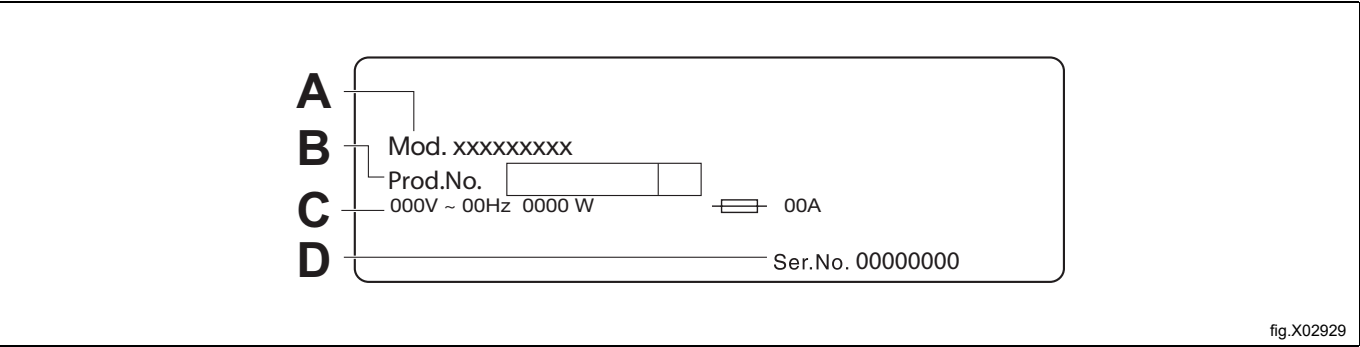 A
Mod. xxxxxxxxx
B
Prod.No.
C
000V ~ 00Hz 0000 W 00A
D
Ser.No. 00000000
fig.X02929